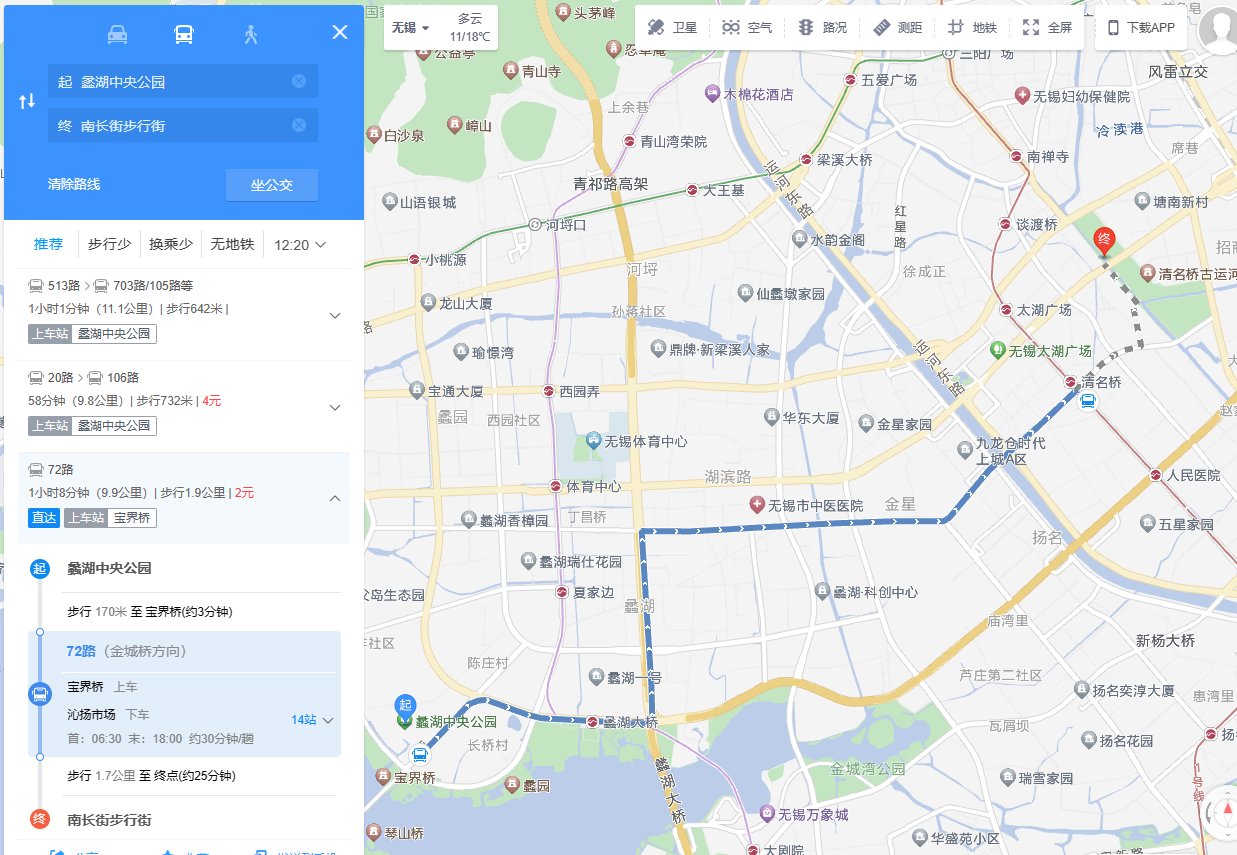 起 蠡湖中央公园
终 南长街步行街
清除路线
坐公交
推荐 步行少 换乘少 无地铁 12:20
513路 > 703路/105路等
1小时1分钟（11.1公里）| 步行642米 |
上车站 蠡湖中央公园
20路 > 106路
58分钟（9.8公里）| 步行732米 | 4元
上车站 蠡湖中央公园
72路
1小时8分钟（9.9公里）| 步行1.9公里 | 2元
直达 上车站 宝界桥
起 蠡湖中央公园
步行 170米 至 宝界桥(约3分钟)
72路（金城桥方向）
宝界桥 上车
沁扬市场 下车
14站
首：06:30 末：18:00 约30分钟/趟
步行 1.7公里 至 终点(约25分钟)
终 南长街步行街
无锡
多云
11/18℃
卫星 空气 路况 测距 地铁 全屏
下载APP
头茅峰
公益亭
忍草庵
三阳广场
风雷立交
青山寺
五爱广场
木棉花酒店
无锡妇幼保健院
上余巷
白沙泉
嶂山
青山湾荣院
冷渎港
席巷
梁溪大桥
南禅寺
运河东路
青祁路高架
大王基
山语银城
塘南新村
红星路
河埒口
谈渡桥
水韵金阁
终
小桃源
河埒
徐成正
清名桥古运河
仙蠡墩家园
龙山大厦
孙蒋社区
太湖广场
运河东路
瑜憬湾
鼎牌·新梁溪人家
无锡太湖广场
宝通大厦
西园弄
清名桥
蠡园
西园社区
华东大厦
金星家园
无锡体育中心
九龙仓时代
上城A区
湖滨路
人民医院
体育中心
无锡市中医医院
金星
蠡湖香樟园
丁昌桥
五星家园
扬名
蠡湖瑞仕花园
夏家边
蠡湖·科创中心
蠡湖
庙湾里
新杨大桥
陈庄村
蠡湖一号
芦庄第二社区
扬名奕淳大厦
惠湾里
起
蠡湖中央公园
蠡湖大桥
瓦屑坝
长桥村
扬名花园
蠡湖大桥
宝界桥
蠡园
金城湾公园
瑞雪家园
1号线
无锡万象城
琴山桥
华盛苑小区
大剧院